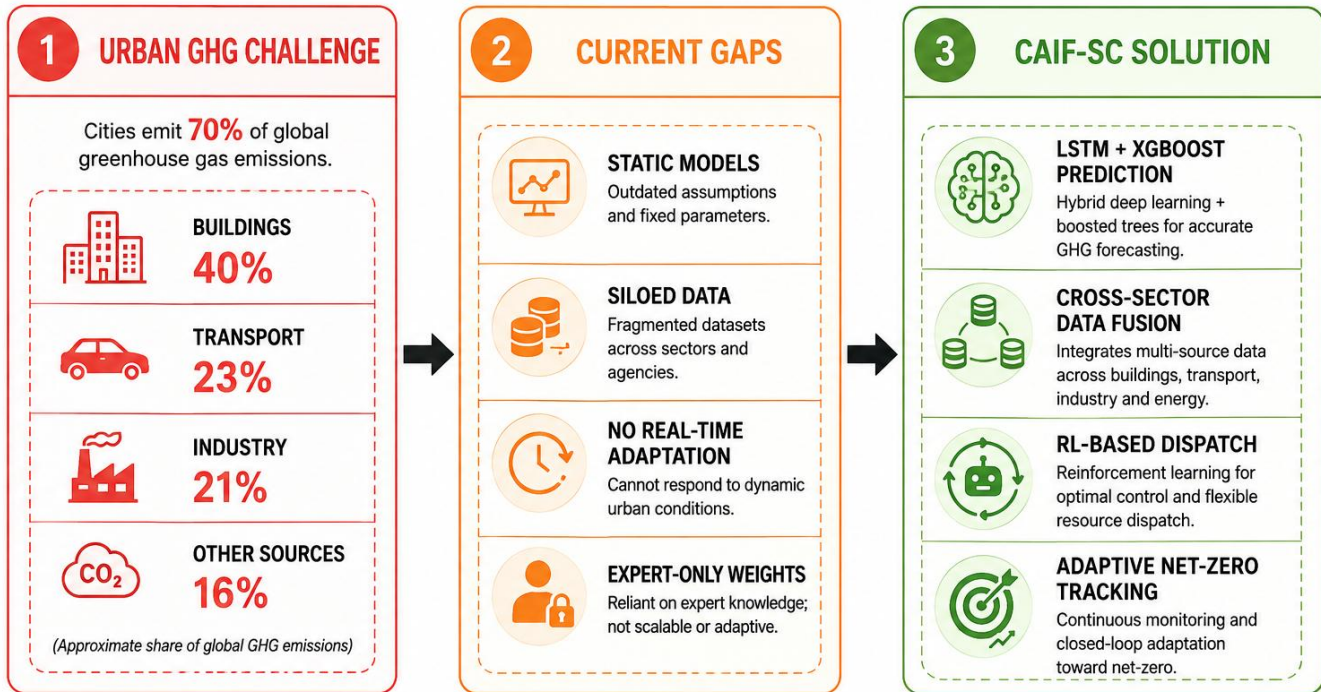 1 URBAN GHG CHALLENGE
Cities emit 70% of global
greenhouse gas emissions.
BUILDINGS
40%
TRANSPORT
23%
INDUSTRY
21%
CO₂
OTHER SOURCES
16%
(Approximate share of global GHG emissions)
2 CURRENT GAPS
STATIC MODELS
Outdated assumptions
and fixed parameters.
SILOED DATA
Fragmented datasets
across sectors and
agencies.
NO REAL-TIME
ADAPTATION
Cannot respond to dynamic
urban conditions.
EXPERT-ONLY WEIGHTS
Reliant on expert knowledge;
not scalable or adaptive.
3 CAIF-SC SOLUTION
LSTM + XGBOOST
PREDICTION
Hybrid deep learning +
boosted trees for accurate
GHG forecasting.
CROSS-SECTOR
DATA FUSION
Integrates multi-source data
across buildings, transport,
industry and energy.
RL-BASED DISPATCH
Reinforcement learning for
optimal control and flexible
resource dispatch.
ADAPTIVE NET-ZERO
TRACKING
Continuous monitoring and
closed-loop adaptation
toward net-zero.